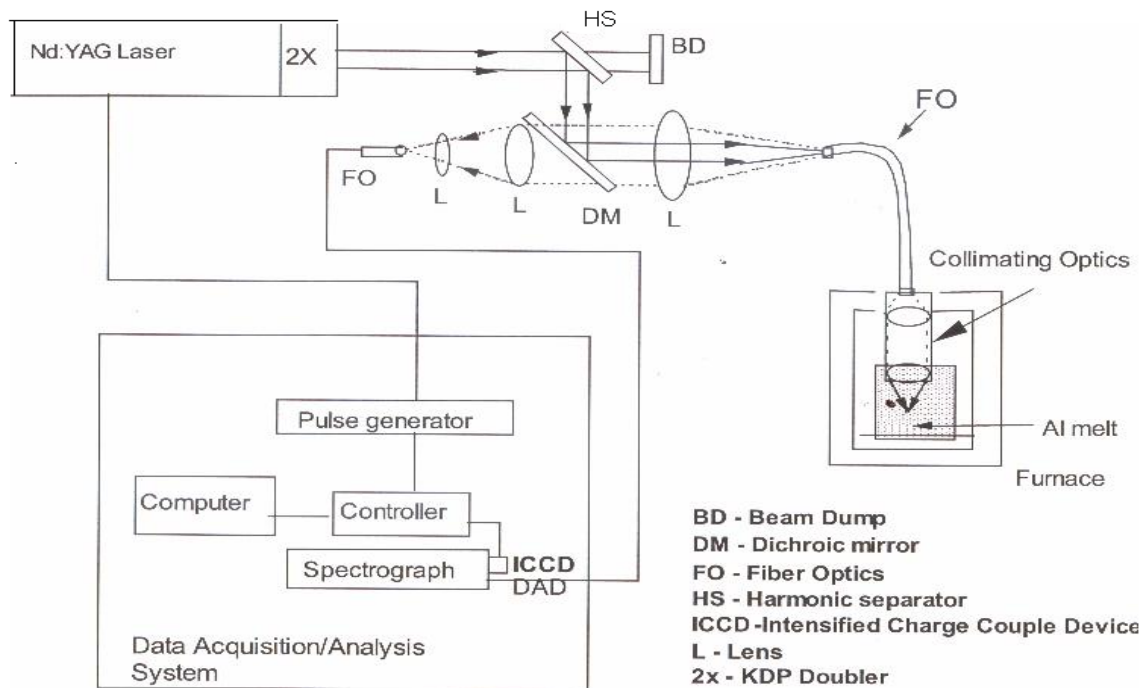 HS
Nd:YAG Laser
2X
BD
FO
FO
L
L
DM
L
Collimating Optics
Al melt
Furnace
Pulse generator
Computer
Controller
Spectrograph
ICCD
DAD
Data Acquisition/Analysis
System
BD - Beam Dump
DM - Dichroic mirror
FO - Fiber Optics
HS - Harmonic separator
ICCD -Intensified Charge Couple Device
L - Lens
2x - KDP Doubler